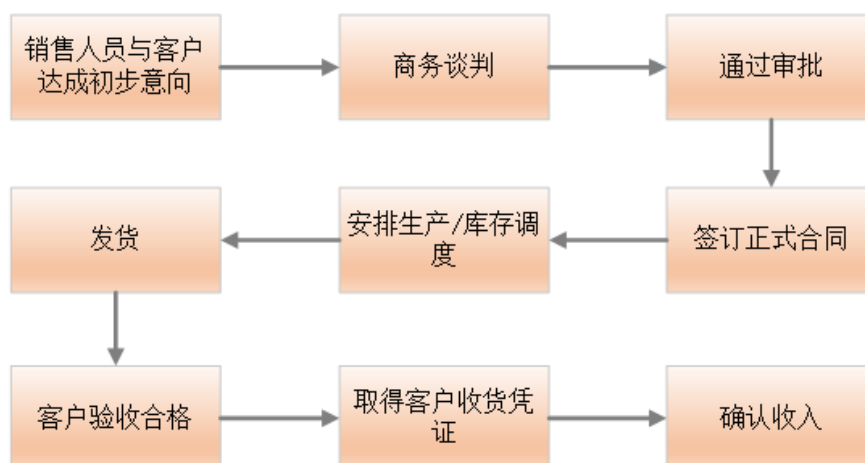 销售人员与客户
达成初步意向
商务谈判
通过审批
签订正式合同
安排生产/库存调
度
发货
客户验收合格
取得客户收货凭
证
确认收入